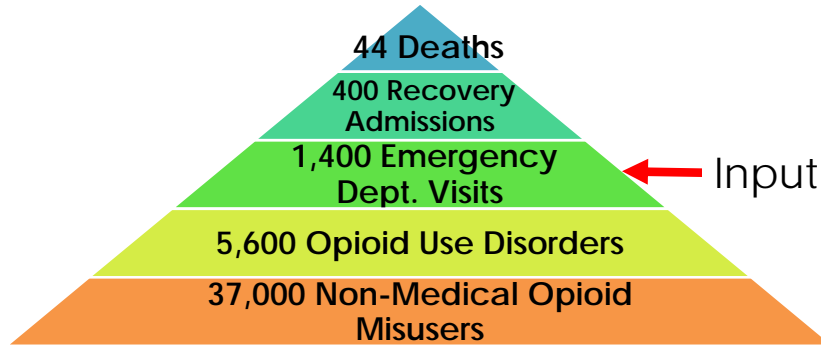 44 Deaths
400 Recovery
Admissions
1,400 Emergency
Dept. Visits
Input
5,600 Opioid Use Disorders
37,000 Non-Medical Opioid
Misusers